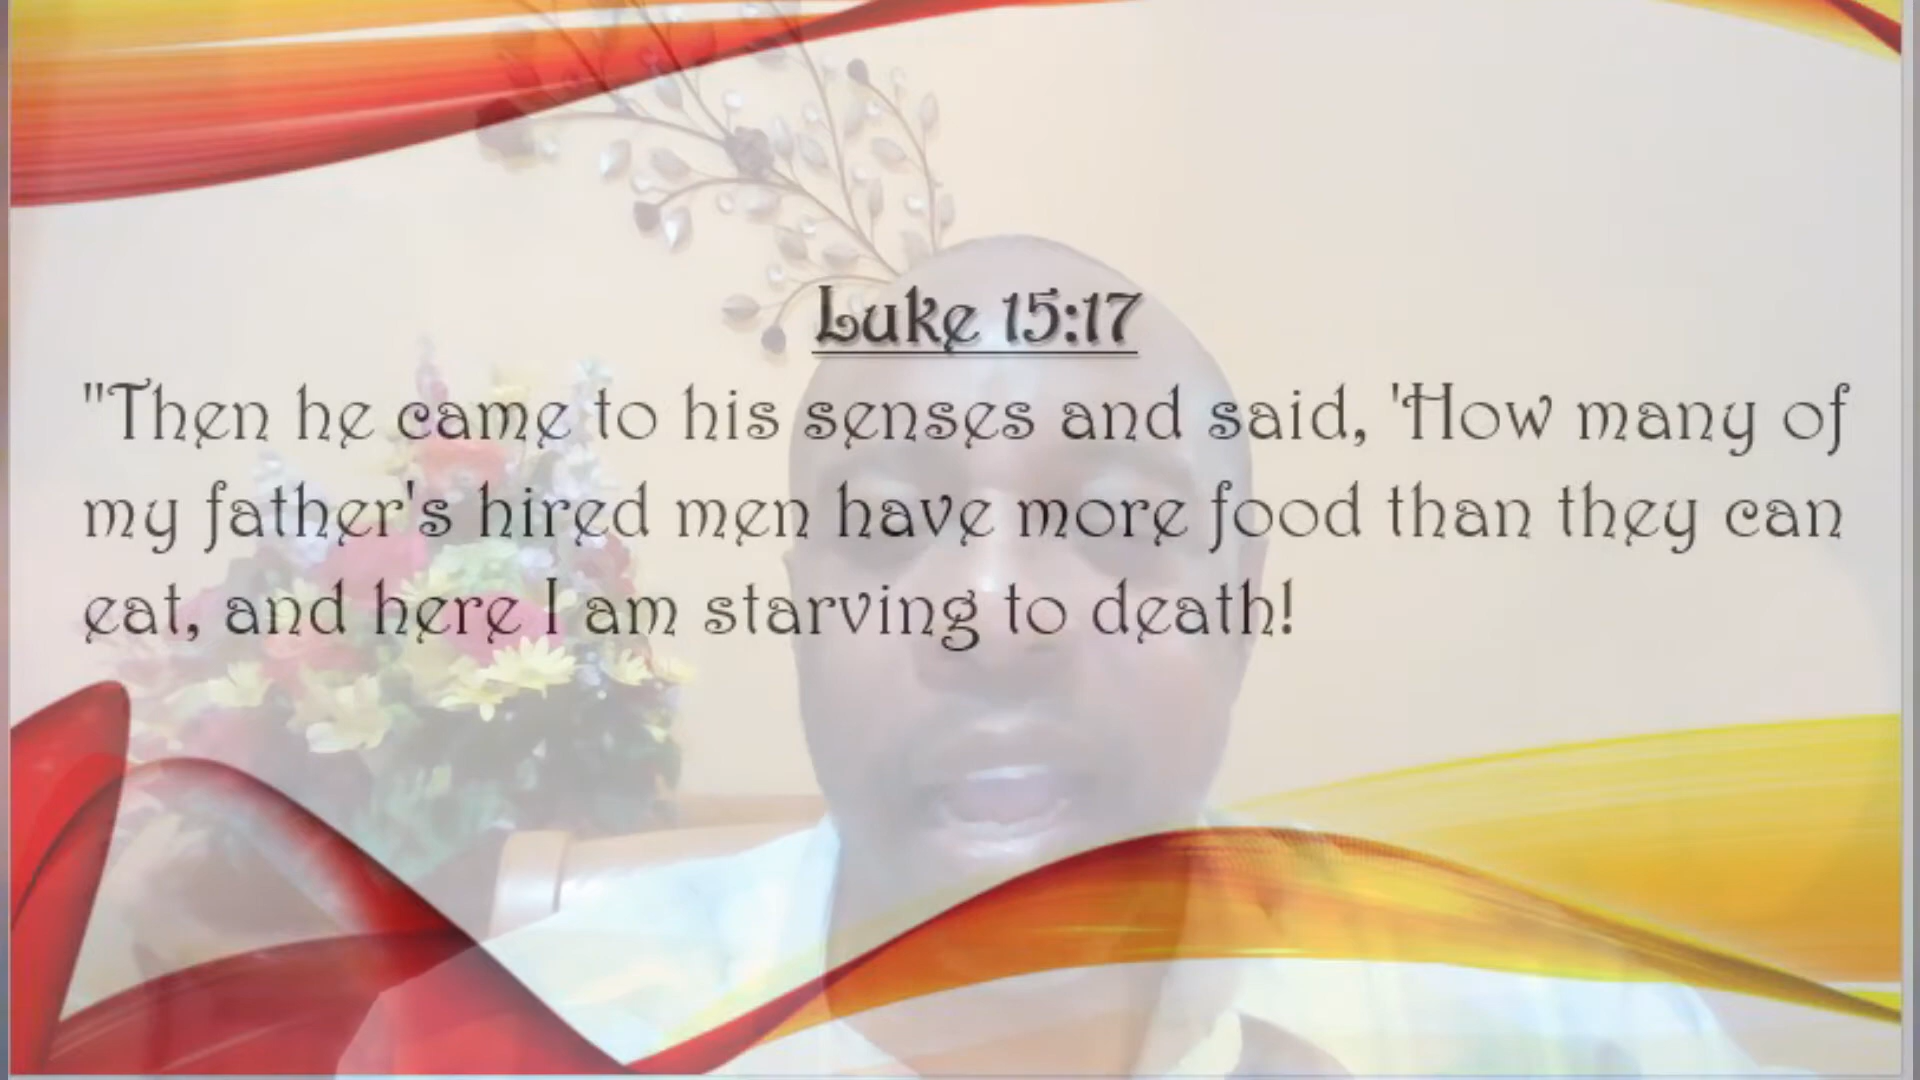 Luke 15:17
"Then he came to his senses and said, 'How many of
my father's hired men have more food than they can
eat, and here I am starving to death!